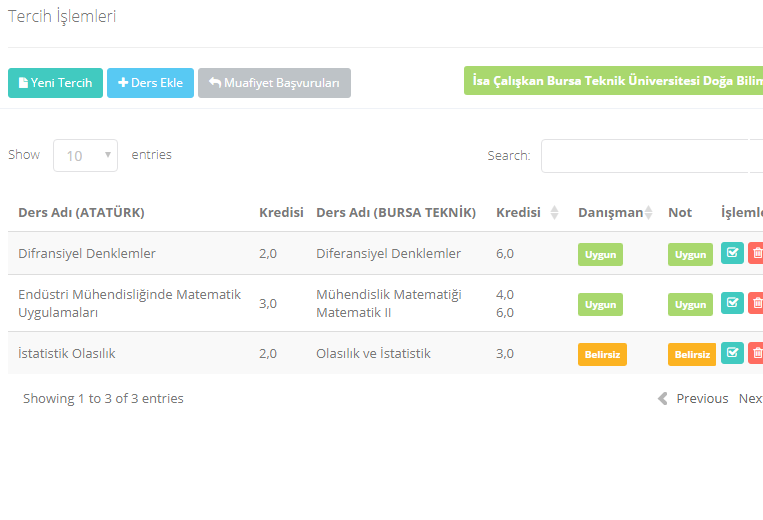 Tercih İşlemleri
Yeni Tercih Ders Ekle Muafiyet Başvuruları İsa Çalışkan Bursa Teknik Üniversitesi Doğa Bilim
Show 10 entries Search:
Ders Adı (ATATÜRK) Kredisi Ders Adı (BURSA TEKNİK) Kredisi Danışman Not İşlemle
Difransiyel Denklemler 2,0 Diferansiyel Denklemler 6,0 Uygun Uygun
Endüstri Mühendisliğinde Matematik Uygulamaları 3,0 Mühendislik Matematiği 4,0 Uygun Uygun
Matematik II 6,0
İstatistik Olasılık 2,0 Olasılık ve İstatistik 3,0 Belirsiz Belirsiz
Showing 1 to 3 of 3 entries Previous Nex